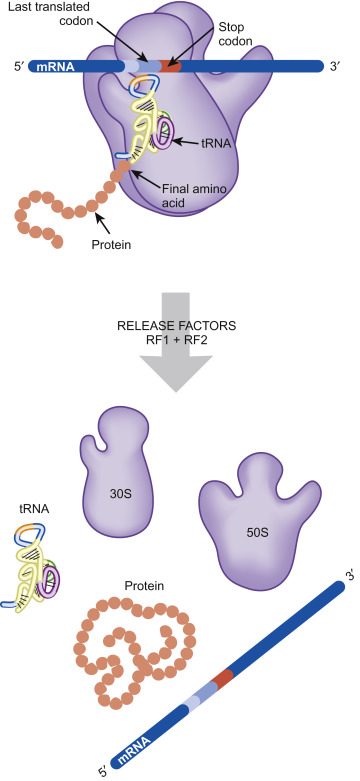 Last translated
codon
Stop
codon
5′ mRNA 3′
tRNA
Final amino
acid
Protein
RELEASE FACTORS
RF1 + RF2
30S
50S
tRNA
Protein
3′
mRNA
5′